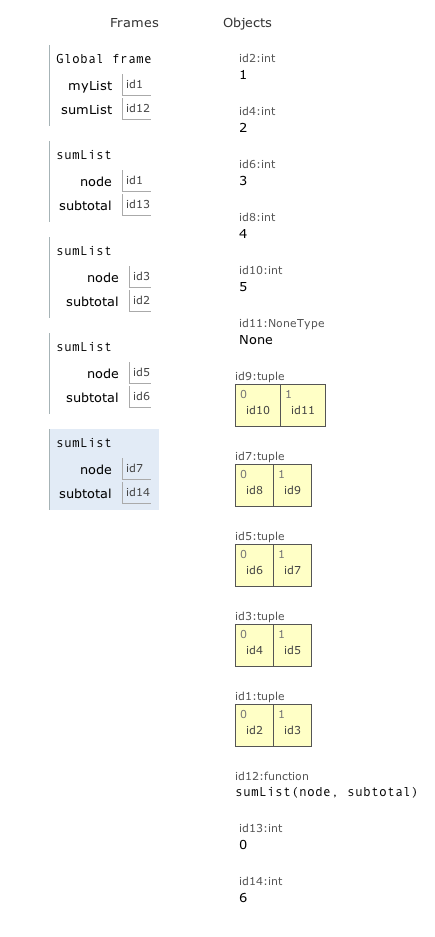 Frames
Objects
Global frame
myList id1
sumList id12
sumList
node id1
subtotal id13
sumList
node id3
subtotal id2
sumList
node id5
subtotal id6
sumList
node id7
subtotal id14
id2:int
1
id4:int
2
id6:int
3
id8:int
4
id10:int
5
id11:NoneType
None
id9:tuple
0 1
id10 id11
id7:tuple
0 1
id8 id9
id5:tuple
0 1
id6 id7
id3:tuple
0 1
id4 id5
id1:tuple
0 1
id2 id3
id12:function
sumList(node, subtotal)
id13:int
0
id14:int
6